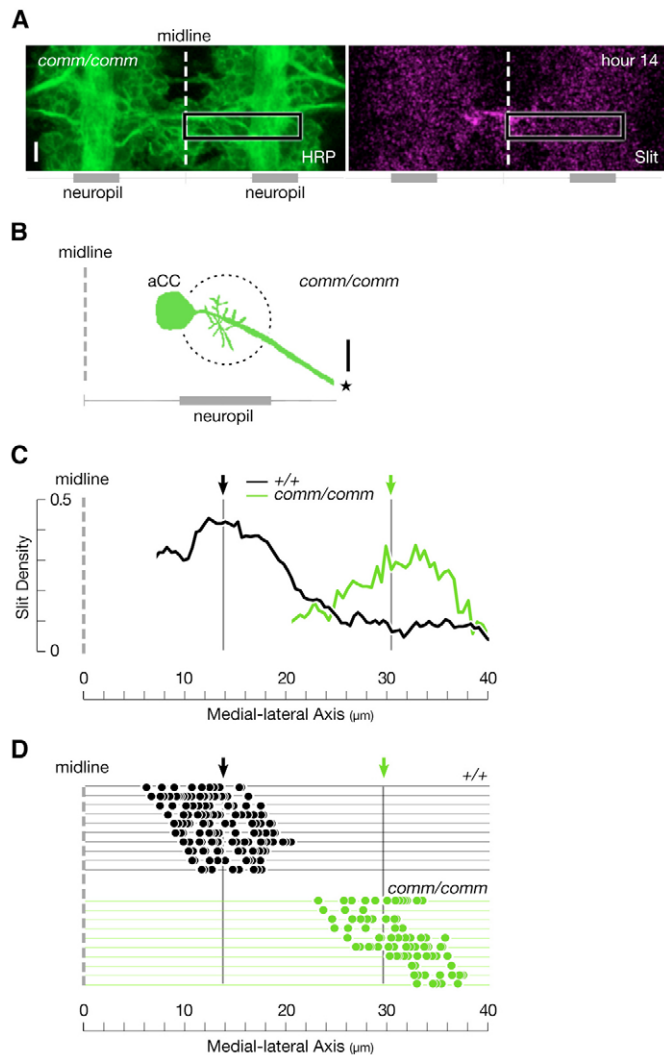 A
midline
comm/comm
hour 14
HRP
Slit
neuropil
neuropil
B
midline
aCC
comm/comm
neuropil
C
midline
+/+
comm/comm
0.5
Slit Density
0
0 10 20 30 40
Medial-lateral Axis (µm)
D
midline
+/+
comm/comm
0 10 20 30 40
Medial-lateral Axis (µm)